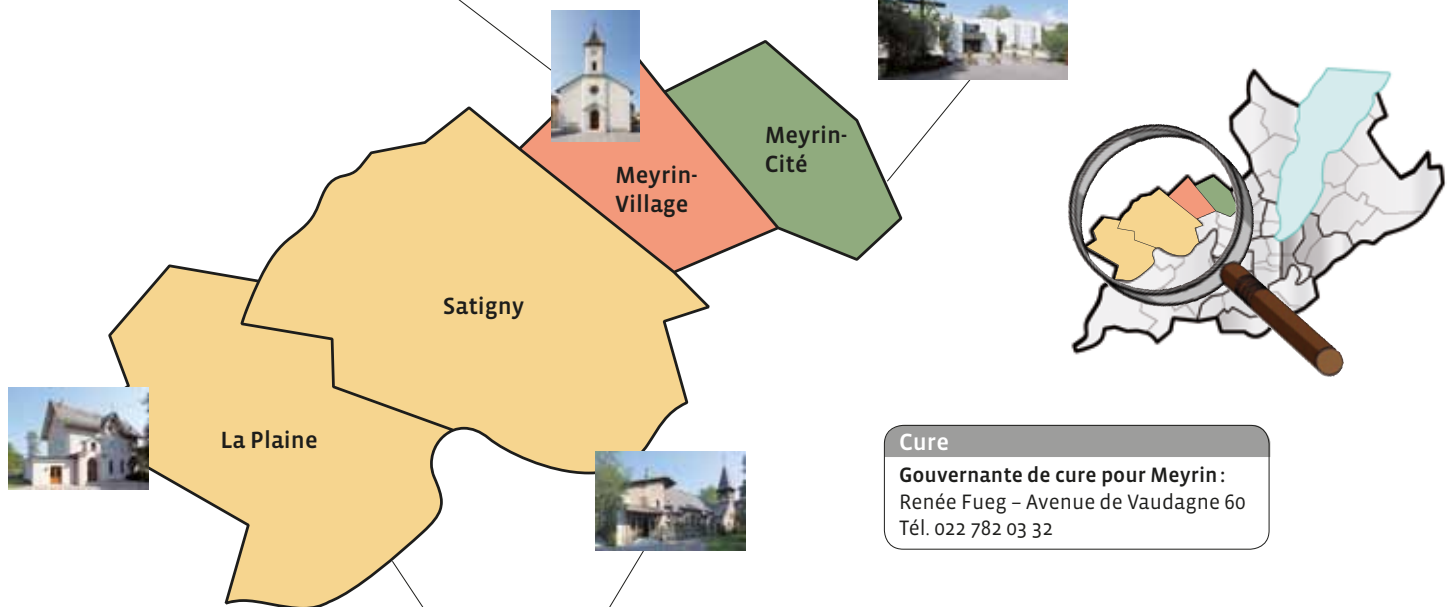 Meyrin-
Cité
Meyrin-
Village
Satigny
La Plaine
Cure
Gouvernante de cure pour Meyrin :
Renée Fueg – Avenue de Vaudagne 60
Tél. 022 782 03 32